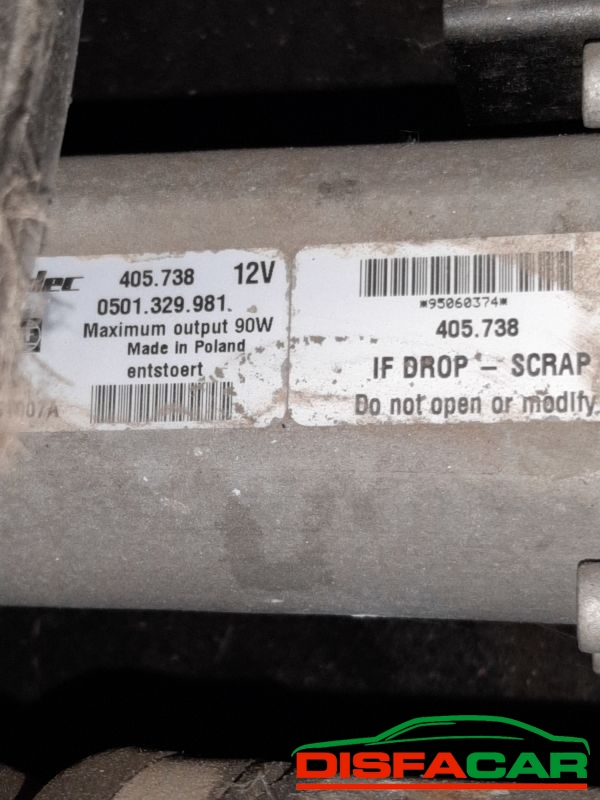 405.738 12V
0501.329.981.
Maximum output 90W
Made in Poland
entstoert
*95060374*
405.738
IF DROP - SCRAP
Do not open or modify
DISFACAR